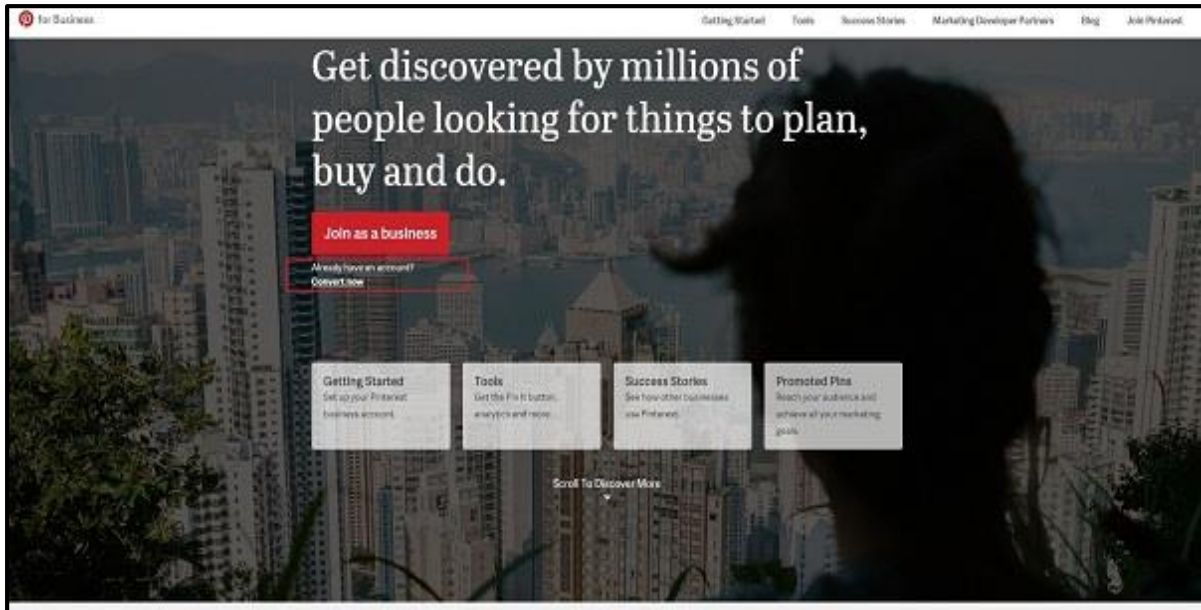 for Business
Getting Started Tools Success Stories Marketing Developer Partners Blog Join Pinterest
Get discovered by millions of
people looking for things to plan,
buy and do.
Join as a business
Already have an account?
Convert now
Getting Started
Set up your Pinterest
business account.
Tools
Get the Pin It button,
analytics and more.
Success Stories
See how other businesses
use Pinterest.
Promoted Pins
Reach your audience and
achieve all your marketing
goals.
Scroll To Discover More